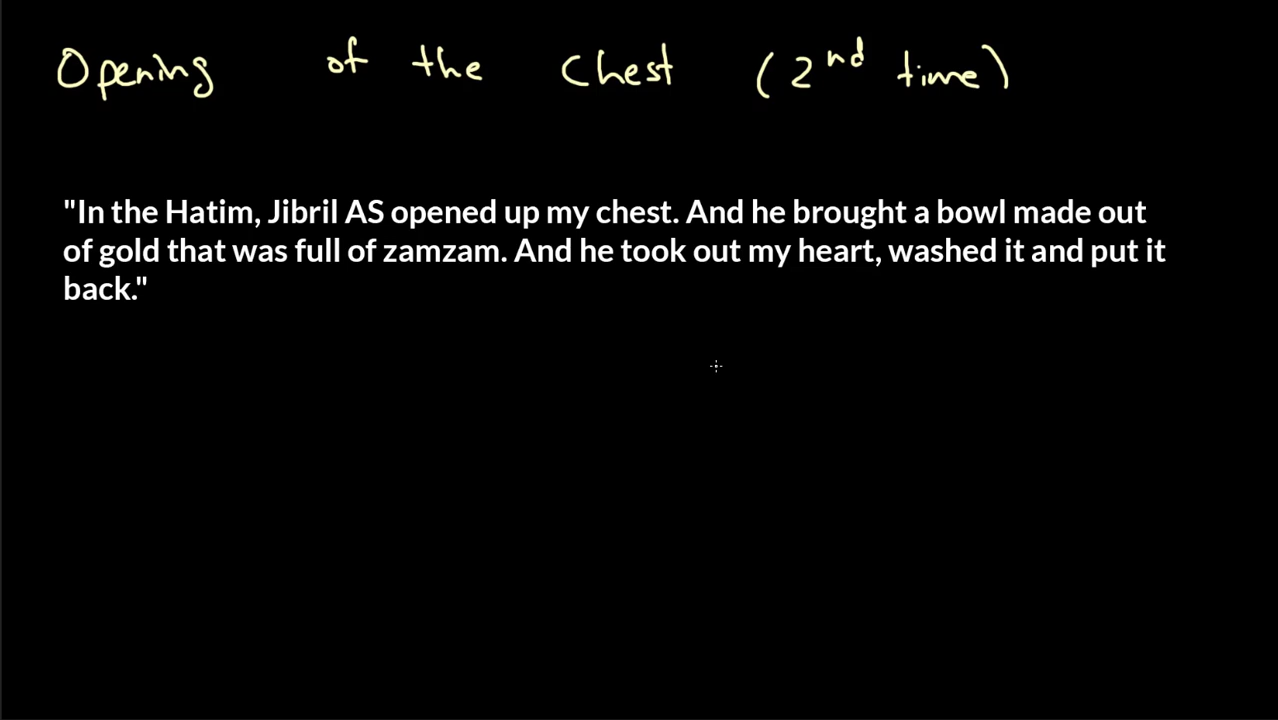 Opening of the Chest (2nd time)
"In the Hatim, Jibril AS opened up my chest. And he brought a bowl made out
of gold that was full of zamzam. And he took out my heart, washed it and put it
back."